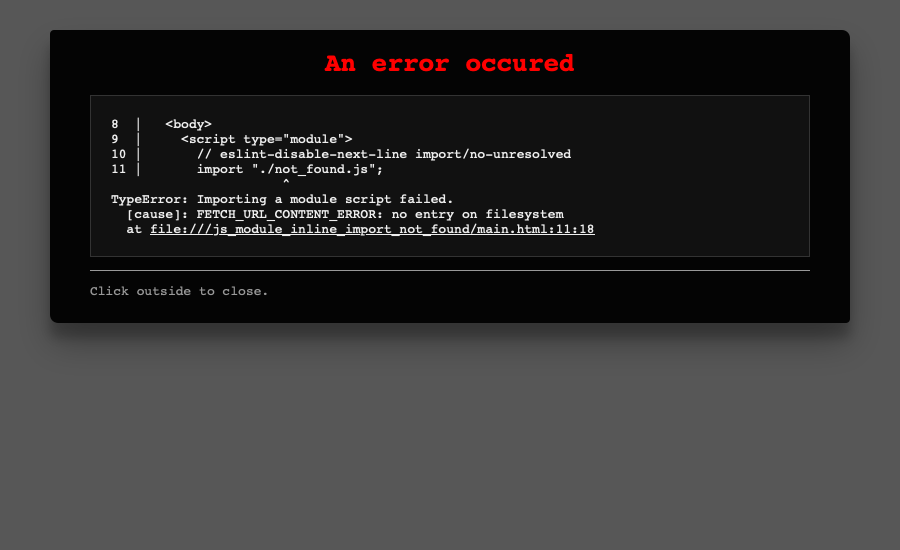 An error occured
8  |   <body>
9  |     <script type="module">
10 |       // eslint-disable-next-line import/no-unresolved
11 |       import "./not_found.js";
                      ^
TypeError: Importing a module script failed.
  [cause]: FETCH_URL_CONTENT_ERROR: no entry on filesystem
  at file:///js_module_inline_import_not_found/main.html:11:18
Click outside to close.